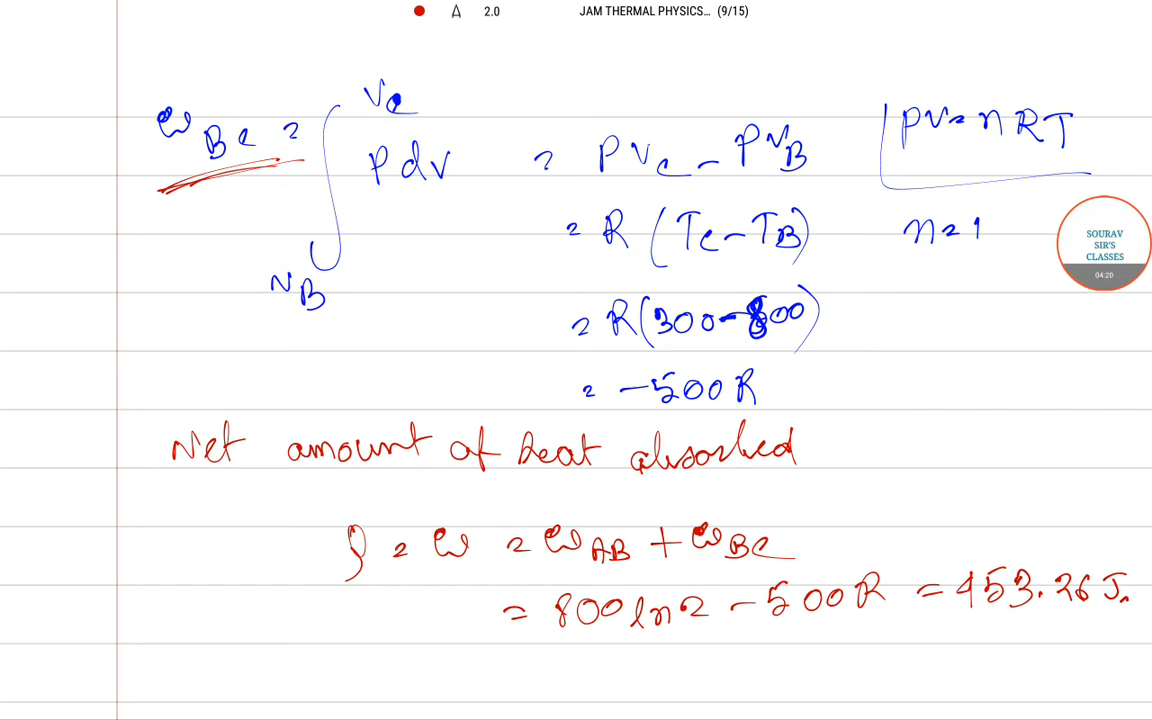 2.0 JAM THERMAL PHYSICS... (9/15)
W_BC = ∫_{V_B}^{V_C} P dV = PV_C - PV_B
PV = nRT
= R (T_C - T_B)
n = 1
SOURAV
SIR'S
CLASSES
04:20
= R(300-800)
= -500R
Net amount of heat absorbed
Q = W = W_AB + W_BC
= 800 ln 2 - 500 R = 453.26 J.